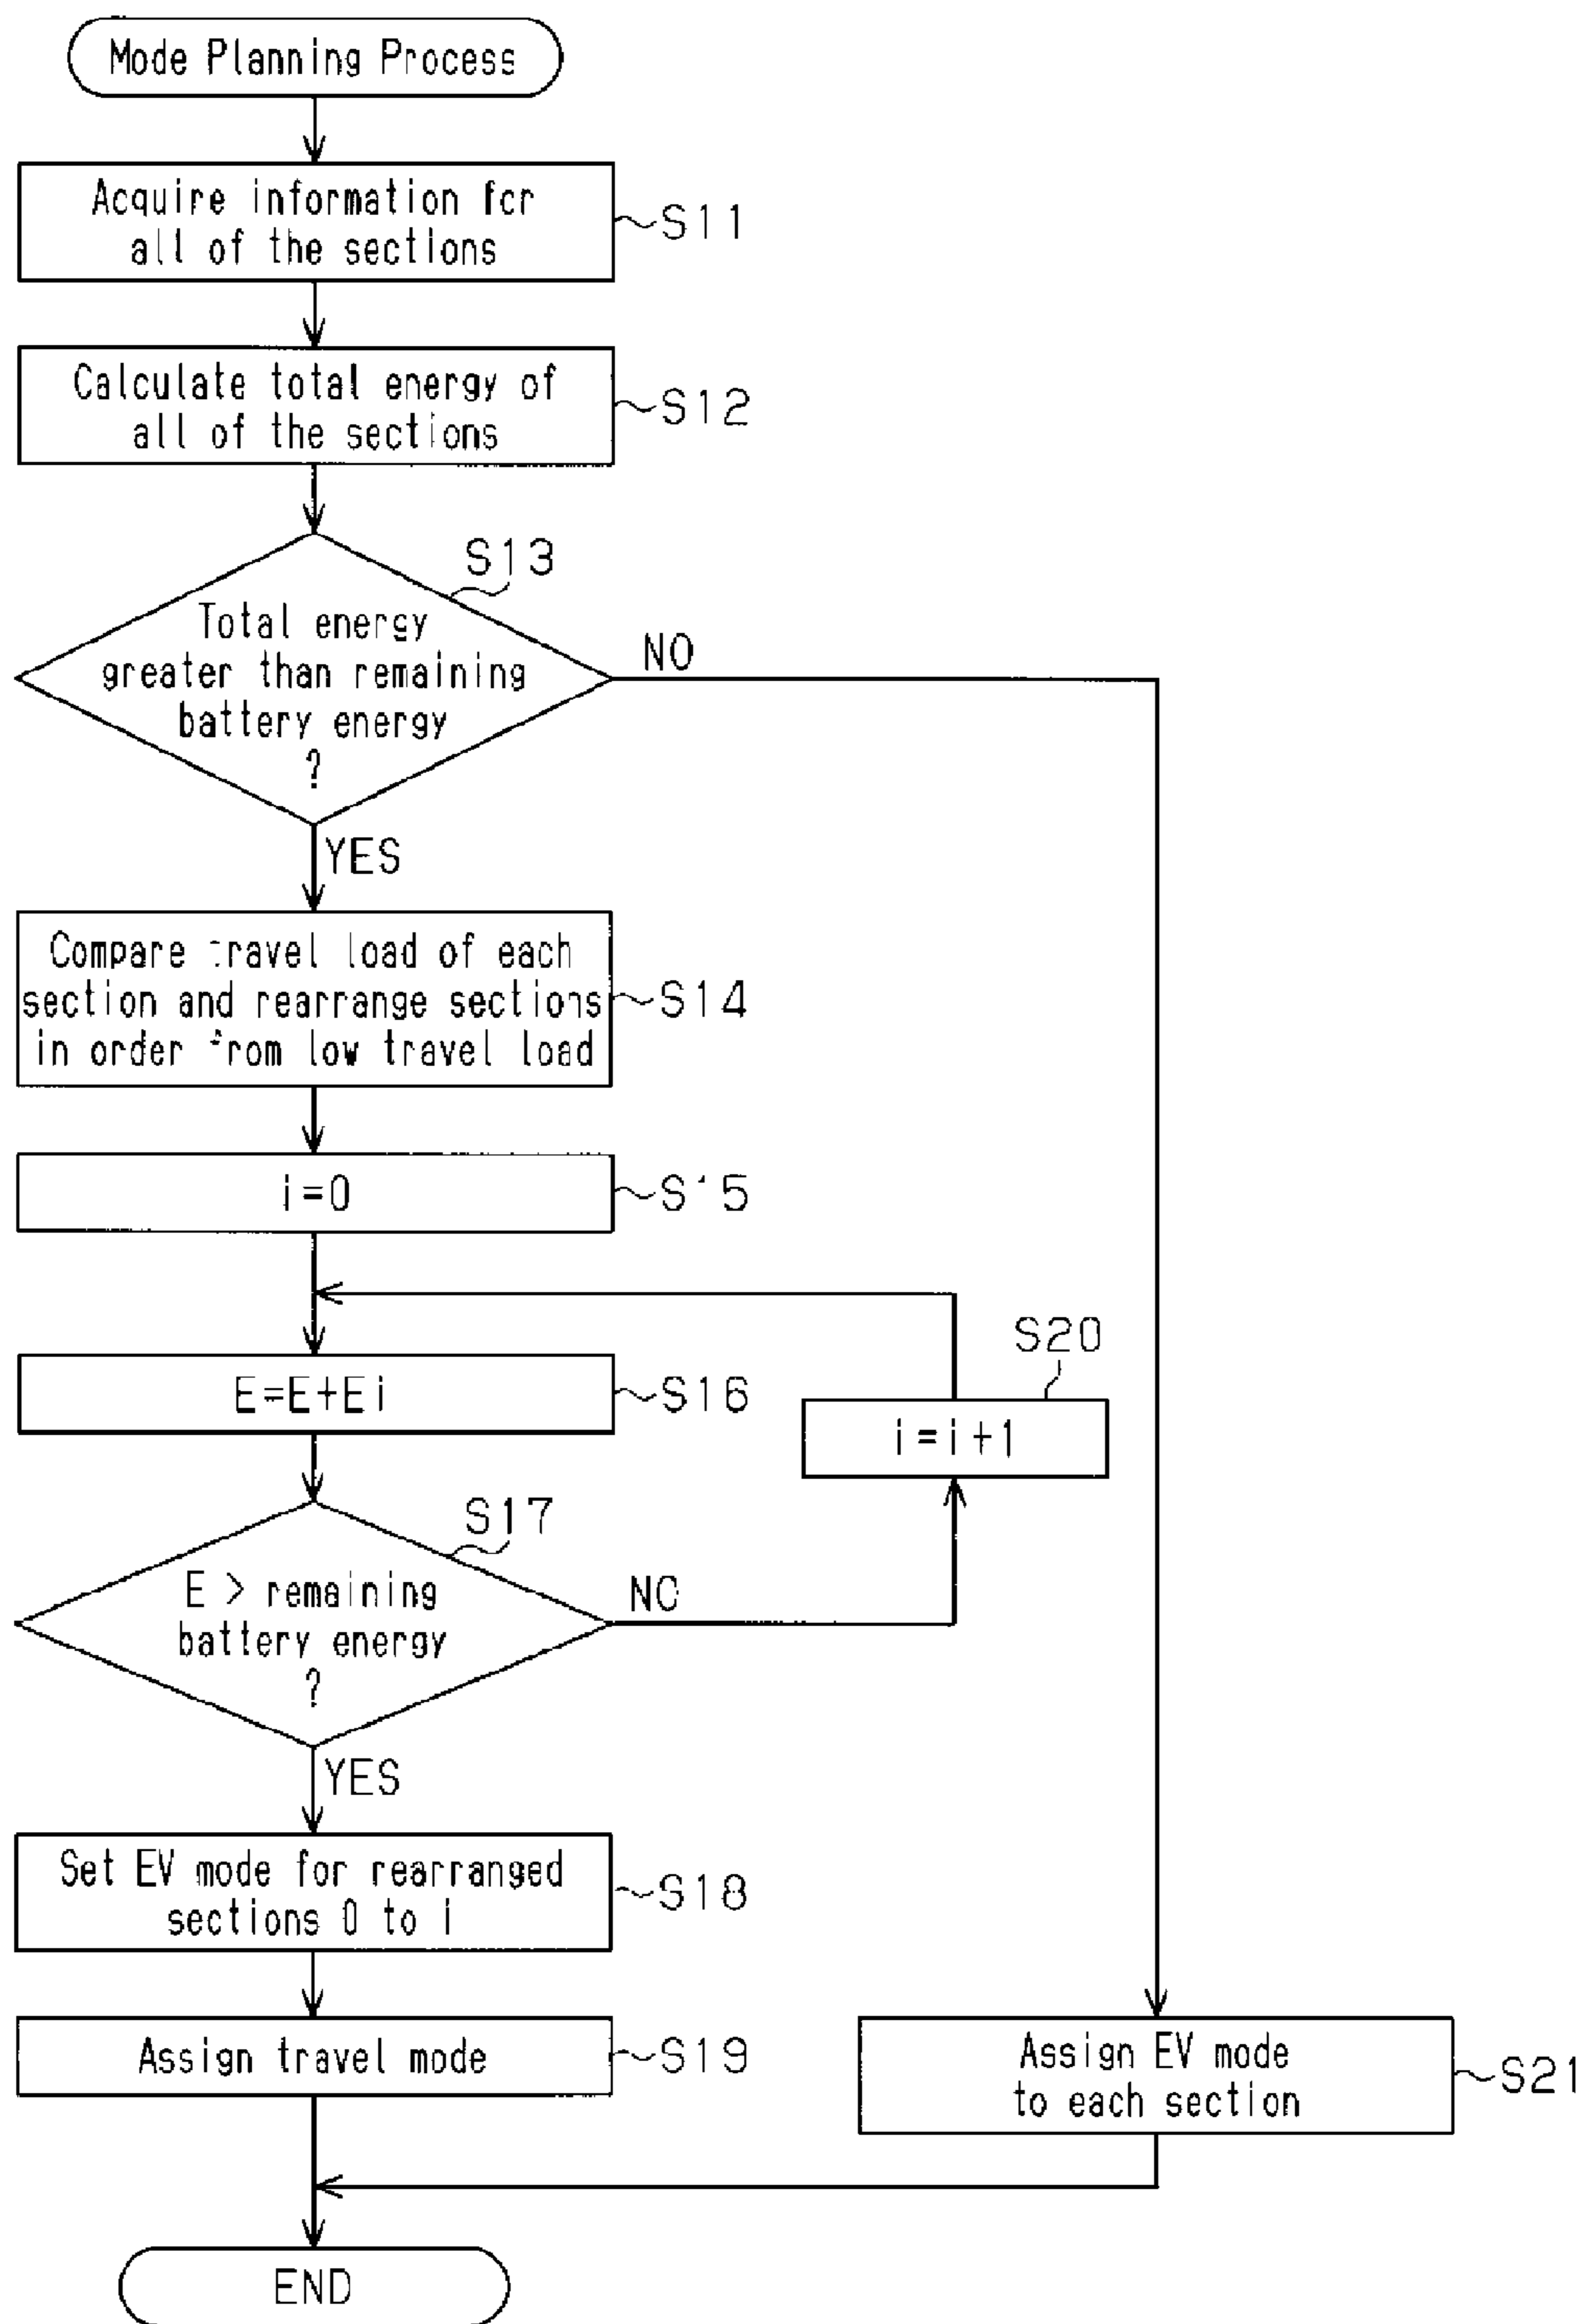 Mode Planning Process
Acquire information for
all of the sections
S11
Calculate total energy of
all of the sections
S12
S13
Total energy
greater than remaining
battery energy
?
NO
YES
Compare travel load of each
section and rearrange sections
in order from low travel load
S14
i=0
S15
E=E+Ei
S16
S20
i=i+1
S17
E > remaining
battery energy
?
NO
YES
Set EV mode for rearranged
sections 0 to i
S18
Assign travel mode
S19
Assign EV mode
to each section
S21
END